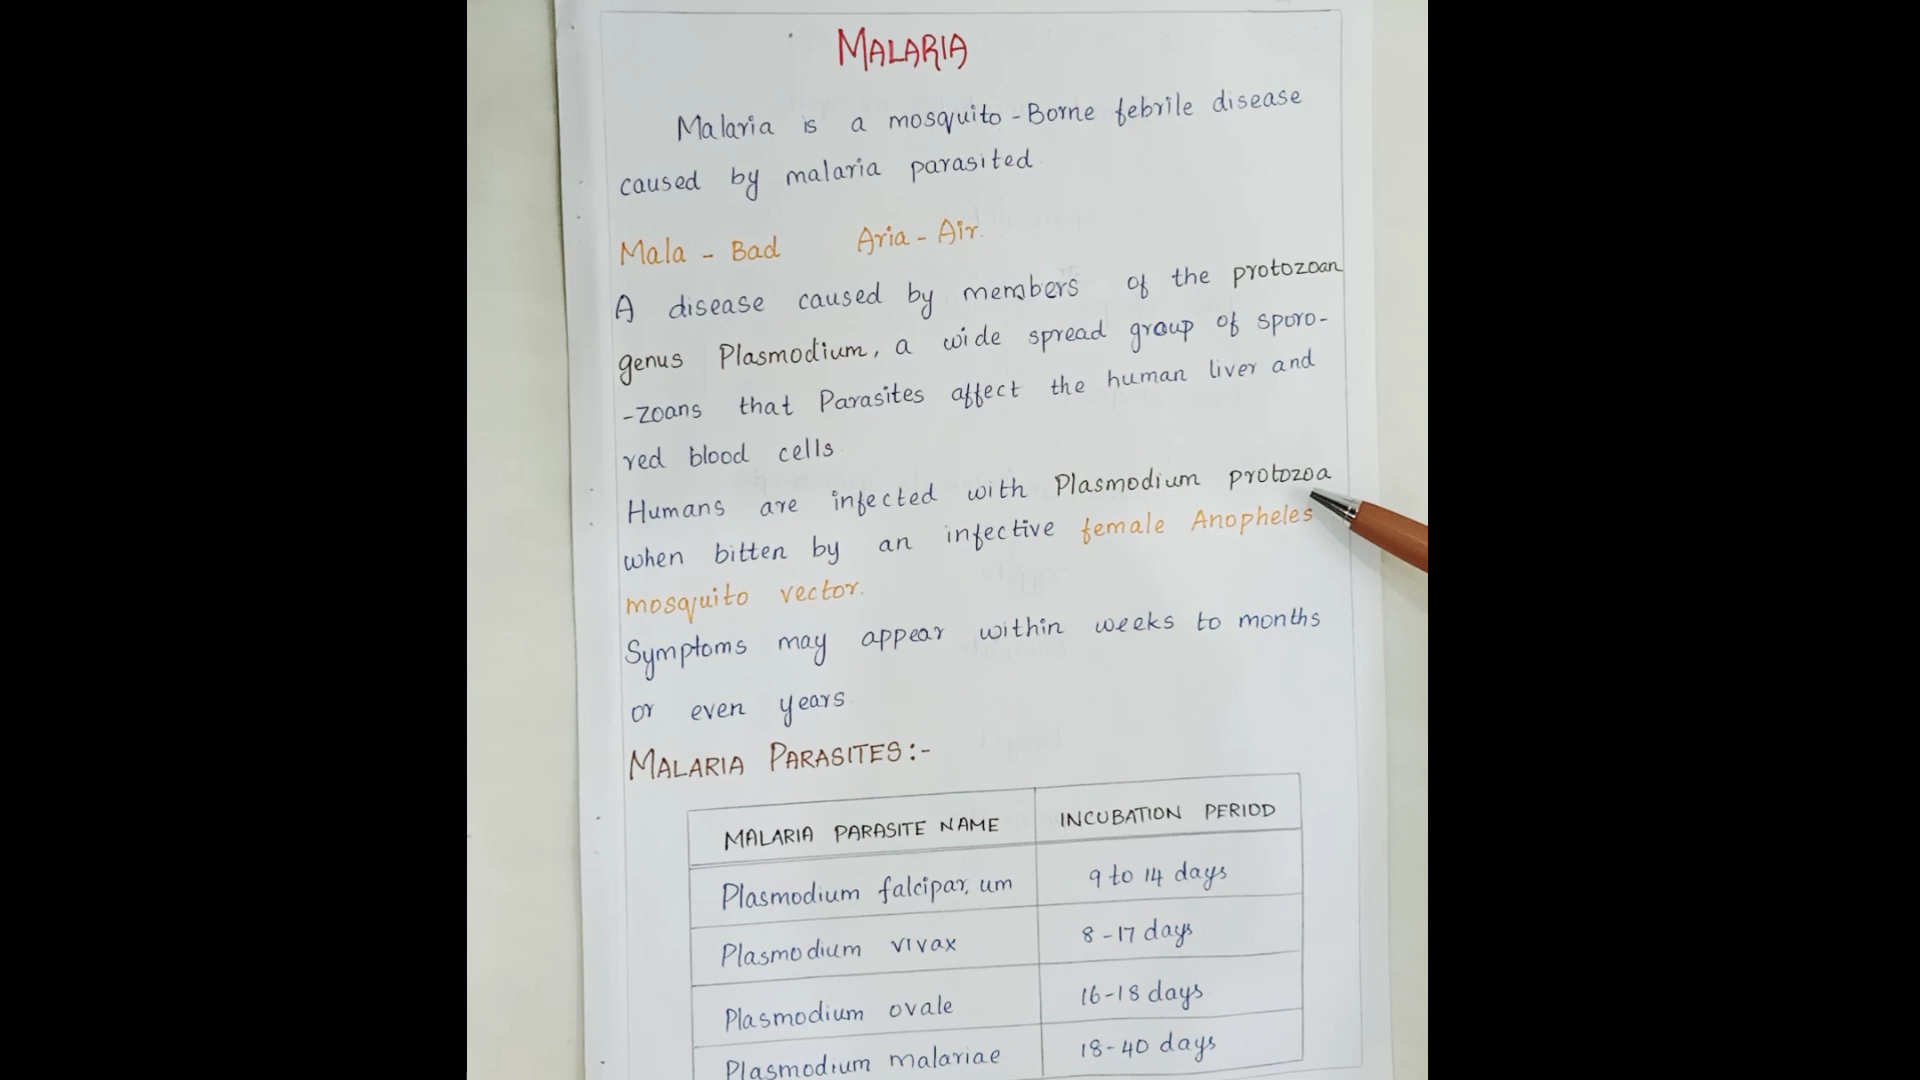 MALARIA
Malaria is a mosquito - Borne febrile disease
caused by malaria parasited.
Mala - Bad Aria - Air.
A disease caused by members of the protozoan
genus Plasmodium, a wide spread group of sporo-
-zoans that Parasites affect the human liver and
red blood cells.
Humans are infected with Plasmodium protozoa
when bitten by an infective female Anopheles
mosquito vector.
Symptoms may appear within weeks to months
or even years
MALARIA PARASITES:-
MALARIA PARASITE NAME INCUBATION PERIOD
Plasmodium falciparum 9 to 14 days
Plasmodium vivax 8-17 days
Plasmodium ovale 16-18 days
Plasmodium malariae 18-40 days